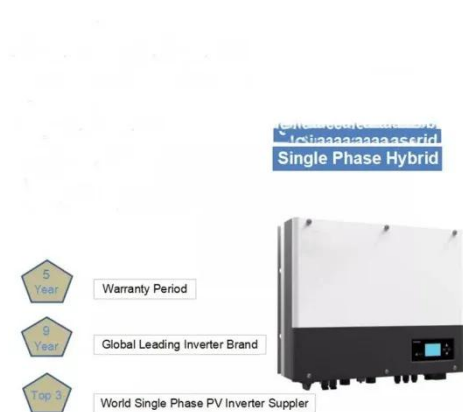 Single Phase Hybrid
5
Year
Warranty Period
9
Year
Global Leading Inverter Brand
Top 3
World Single Phase PV Inverter Suppler